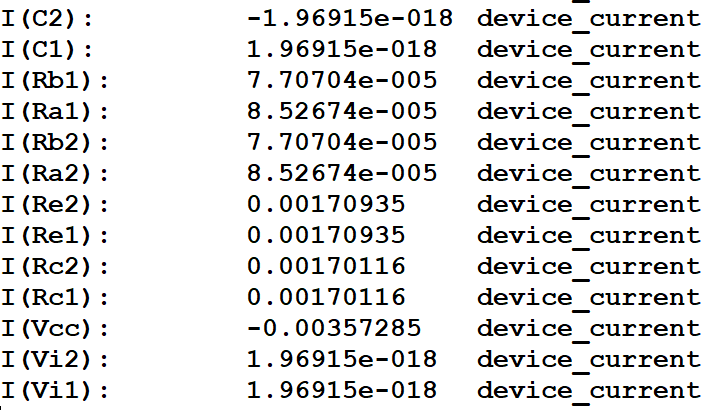 I(C2): -1.96915e-018 device_current
I(C1): 1.96915e-018 device_current
I(Rb1): 7.70704e-005 device_current
I(Ra1): 8.52674e-005 device_current
I(Rb2): 7.70704e-005 device_current
I(Ra2): 8.52674e-005 device_current
I(Re2): 0.00170935 device_current
I(Re1): 0.00170935 device_current
I(Rc2): 0.00170116 device_current
I(Rc1): 0.00170116 device_current
I(Vcc): -0.00357285 device_current
I(Vi2): 1.96915e-018 device_current
I(Vi1): 1.96915e-018 device_current